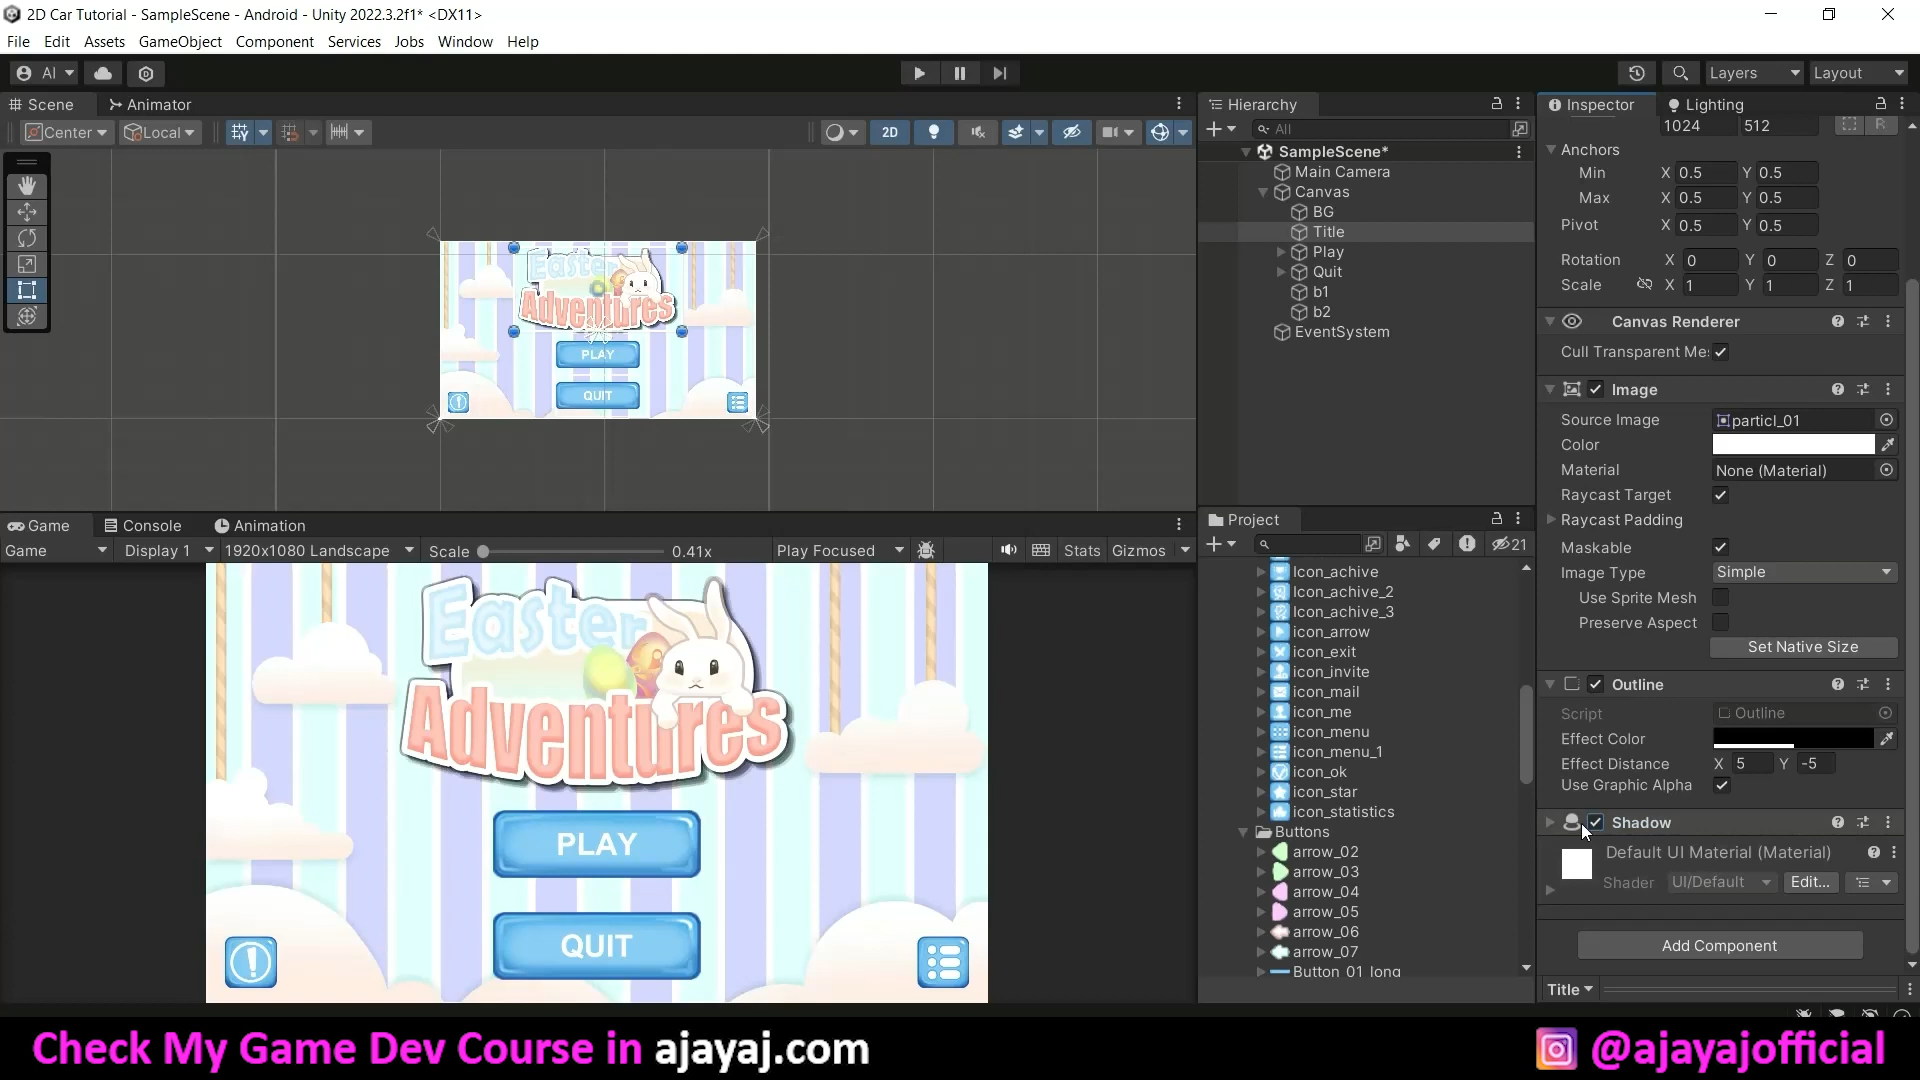 2D Car Tutorial - SampleScene - Android - Unity 2022.3.2f1* <DX11>
File Edit Assets GameObject Component Services Jobs Window Help
AI Layers Layout
Scene Animator
Center Local 2D
Easter
Adventures
PLAY
QUIT
Game Console Animation
Game Display 1 1920x1080 Landscape Scale 0.41x Play Focused Stats Gizmos
Easter
Adventures
PLAY
QUIT
Hierarchy
All
SampleScene*
Main Camera
Canvas
BG
Title
Play
Quit
b1
b2
EventSystem
Project
21
Icon_achive
Icon_achive_2
Icon_achive_3
icon_arrow
icon_exit
icon_invite
icon_mail
icon_me
icon_menu
icon_menu_1
icon_ok
icon_star
icon_statistics
Buttons
arrow_02
arrow_03
arrow_04
arrow_05
arrow_06
arrow_07
Button 01 long
Inspector Lighting
1024 512 R
Anchors
Min X 0.5 Y 0.5
Max X 0.5 Y 0.5
Pivot X 0.5 Y 0.5
Rotation X 0 Y 0 Z 0
Scale X 1 Y 1 Z 1
Canvas Renderer
Cull Transparent Me
Image
Source Image particl_01
Color
Material None (Material)
Raycast Target
Raycast Padding
Maskable
Image Type Simple
Use Sprite Mesh
Preserve Aspect
Set Native Size
Outline
Script Outline
Effect Color
Effect Distance X 5 Y -5
Use Graphic Alpha
Shadow
Default UI Material (Material)
Shader UI/Default Edit...
Add Component
Title
Check My Game Dev Course in ajayaj.com
@ajayajofficial